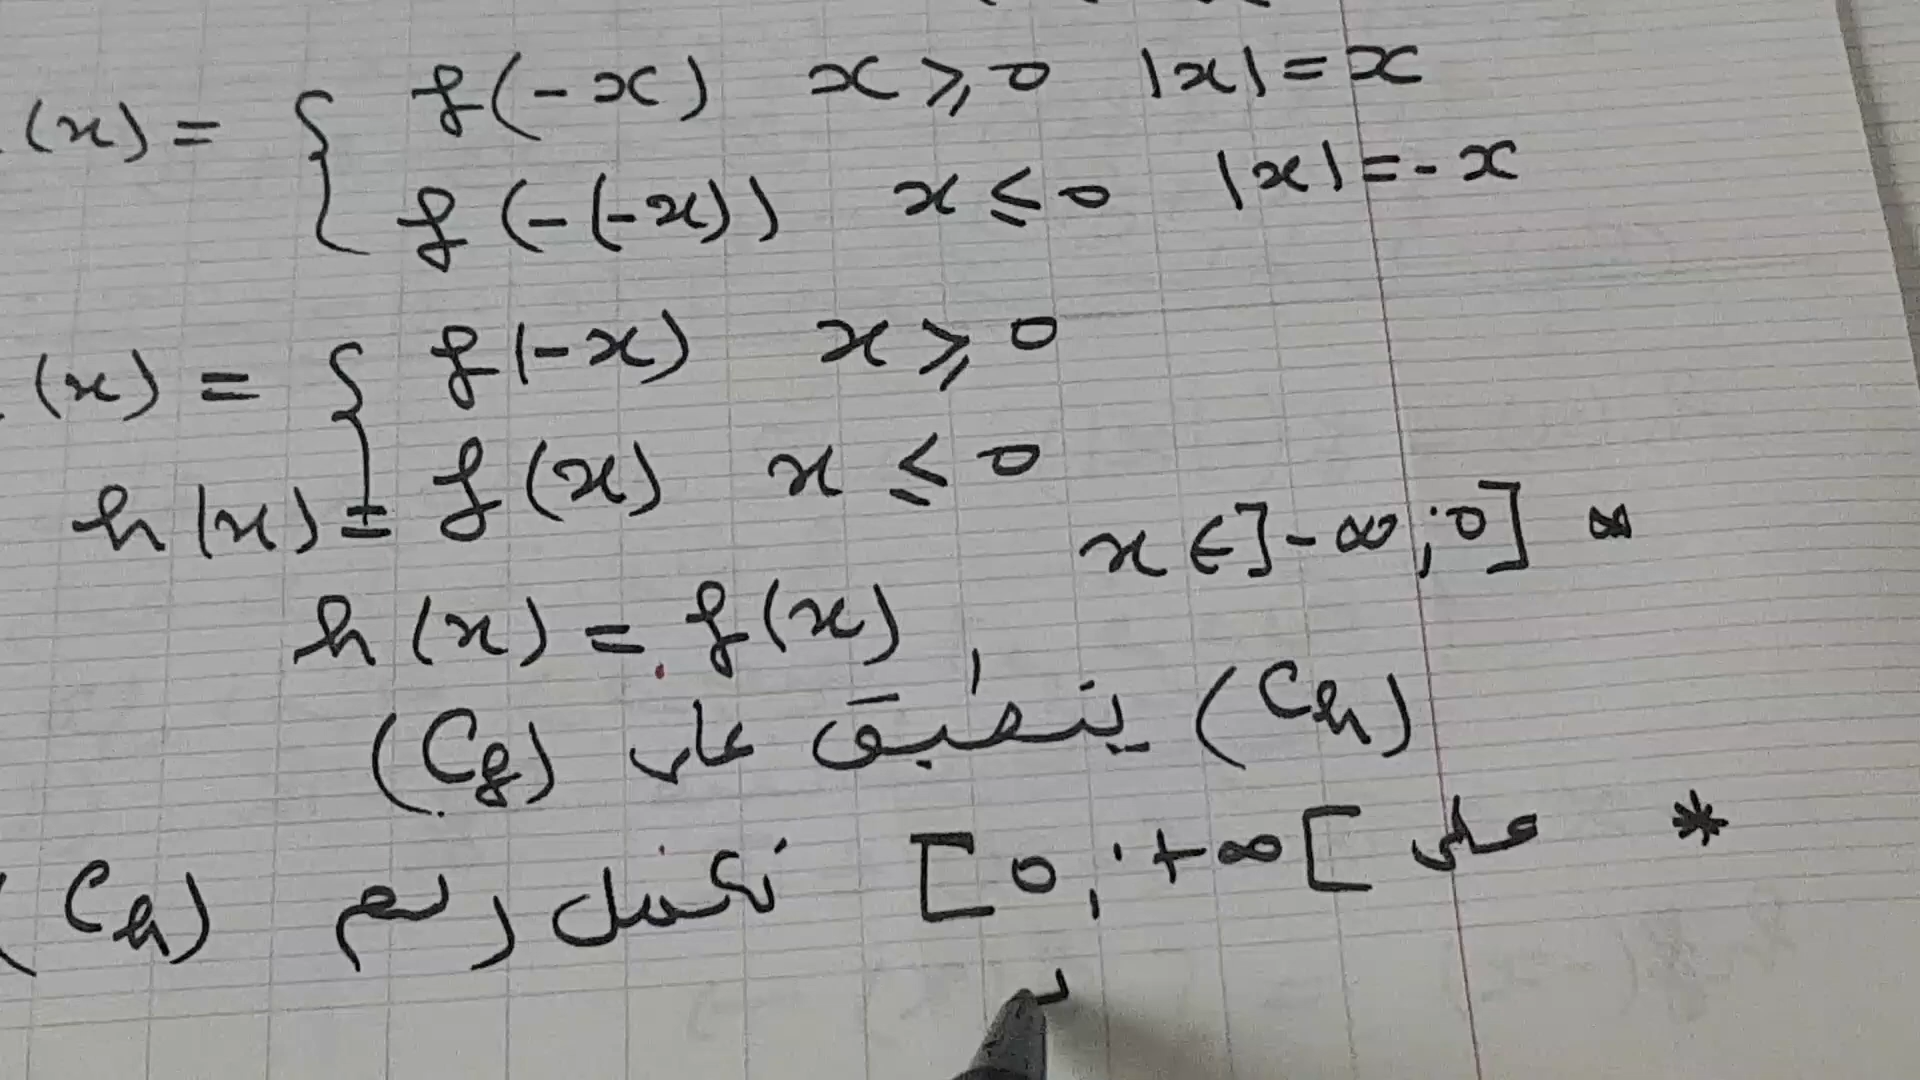 (x) = { f(-x) x ⩾ 0 |x| = x
f(-(-x)) x ≤ 0 |x| = -x
(x) = { f(-x) x ⩾ 0
h(x) = f(x) x ≤ 0
* x ∈ ]-∞ ; 0]
h(x) = f(x)
(Ch) ينطبق على (Cf)
* على [0 ; +∞[ نكمل رسم (Ch)